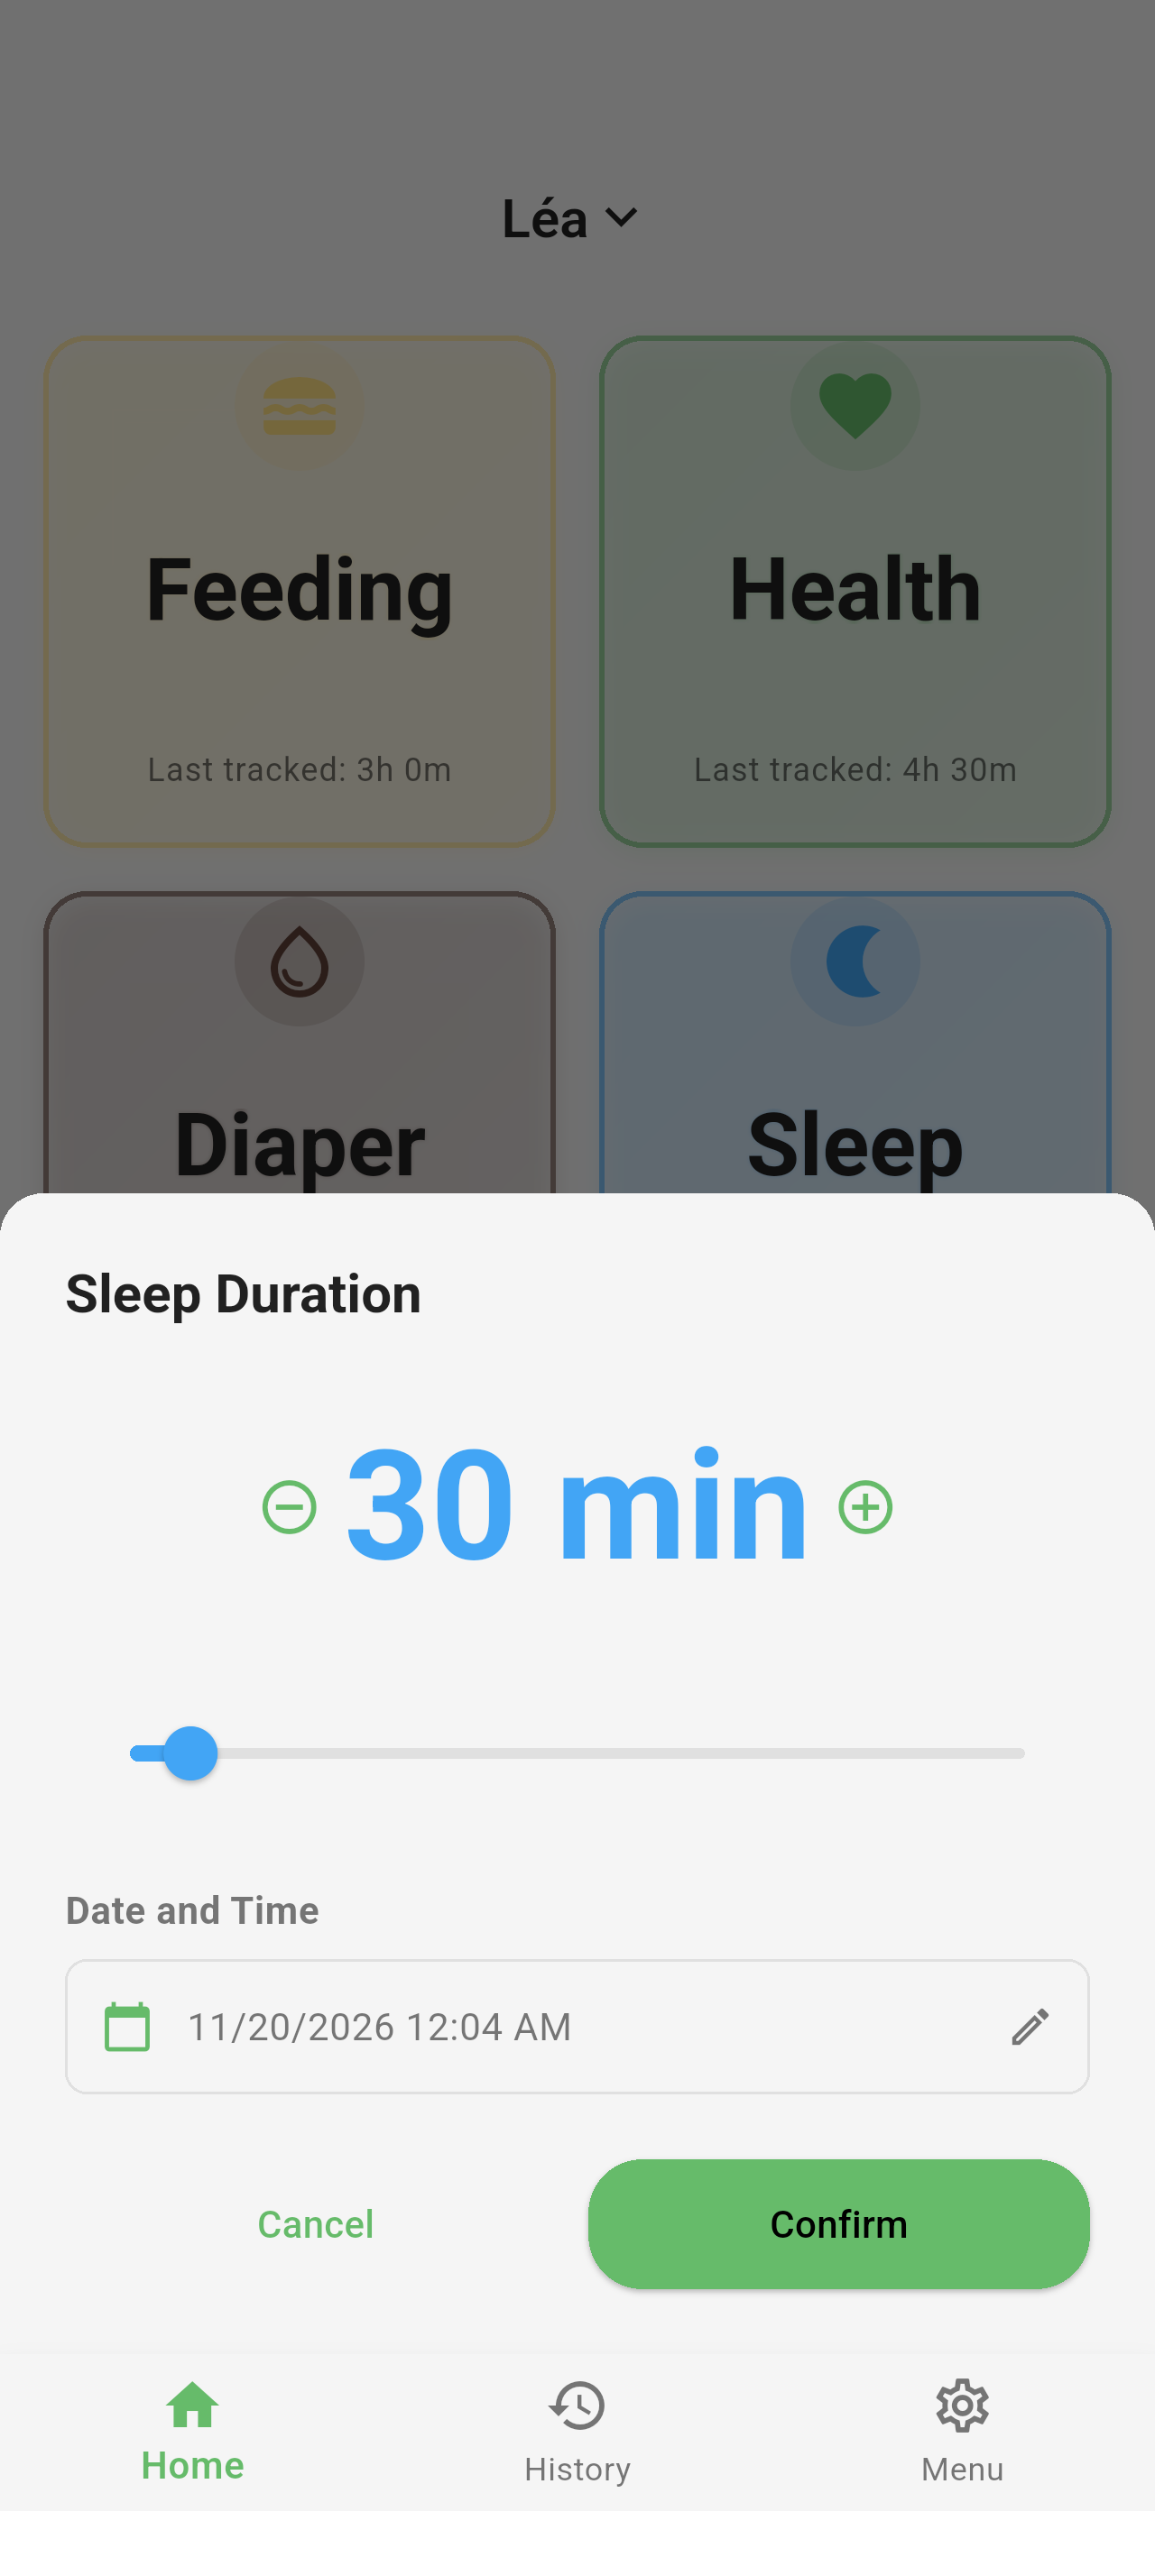 Léa
Feeding
Health
Last tracked: 3h 0m
Last tracked: 4h 30m
Diaper
Sleep
Sleep Duration
30 min
Date and Time
11/20/2026 12:04 AM
Cancel
Confirm
Home
History
Menu